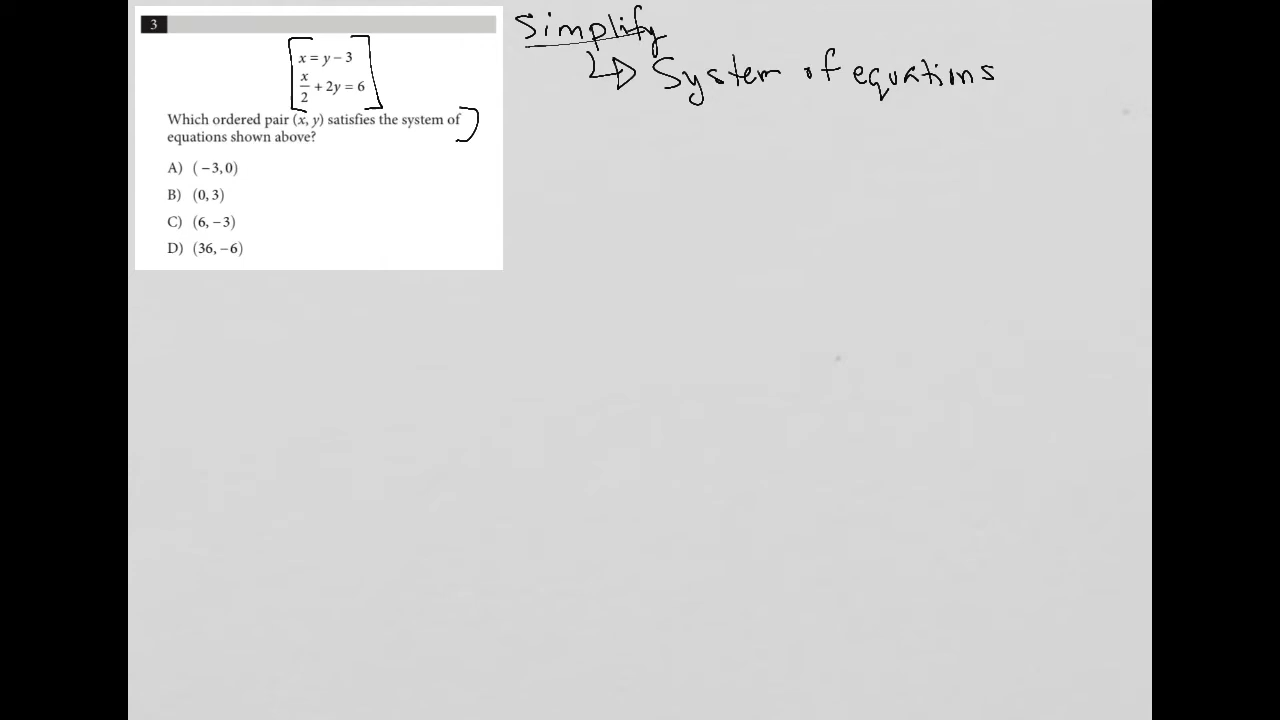 3
x = y − 3
x/2 + 2y = 6
Which ordered pair (x, y) satisfies the system of
equations shown above?
A) (−3, 0)
B) (0, 3)
C) (6, −3)
D) (36, −6)
Simplify
System of equations